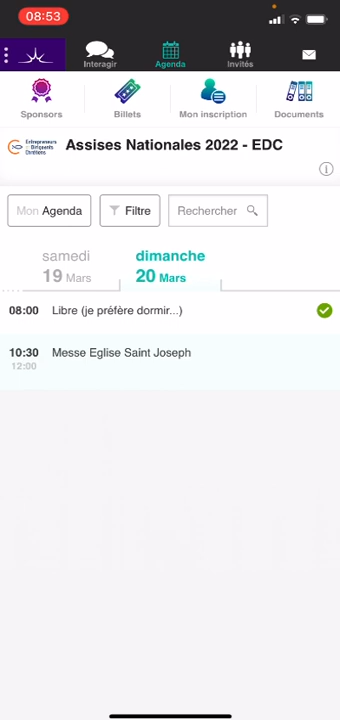 08:53
Interagir Agenda Invités
Sponsors Billets Mon inscription Documents
Entrepreneurs et Dirigeants Chrétiens
Assises Nationales 2022 - EDC
Mon Agenda Filtre Rechercher
samedi dimanche
19 Mars 20 Mars
08:00 Libre (je préfère dormir...)
10:30 Messe Eglise Saint Joseph
12:00